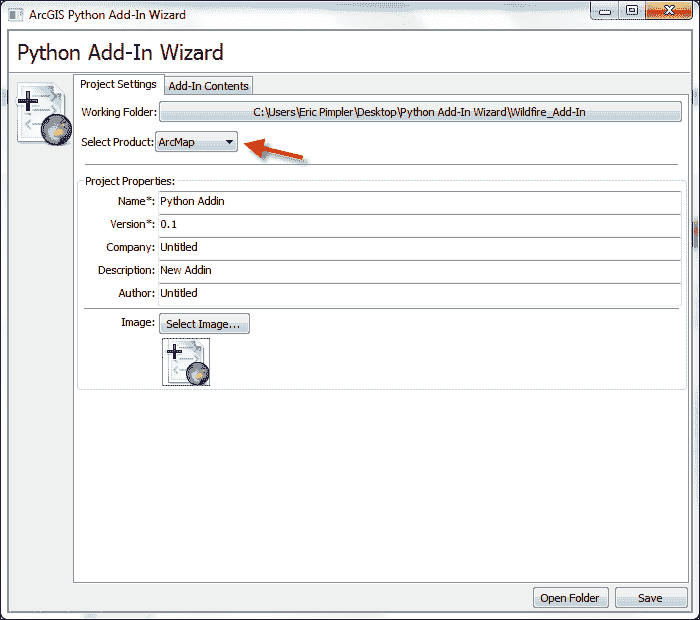 ArcGIS Python Add-In Wizard
Python Add-In Wizard
Project Settings Add-In Contents
Working Folder: C:\Users\Eric Pimpler\Desktop\Python Add-In Wizard\Wildfire_Add-In
Select Product: ArcMap
Project Properties:
Name*: Python Addin
Version*: 0.1
Company: Untitled
Description: New Addin
Author: Untitled
Image: Select Image...
Open Folder Save